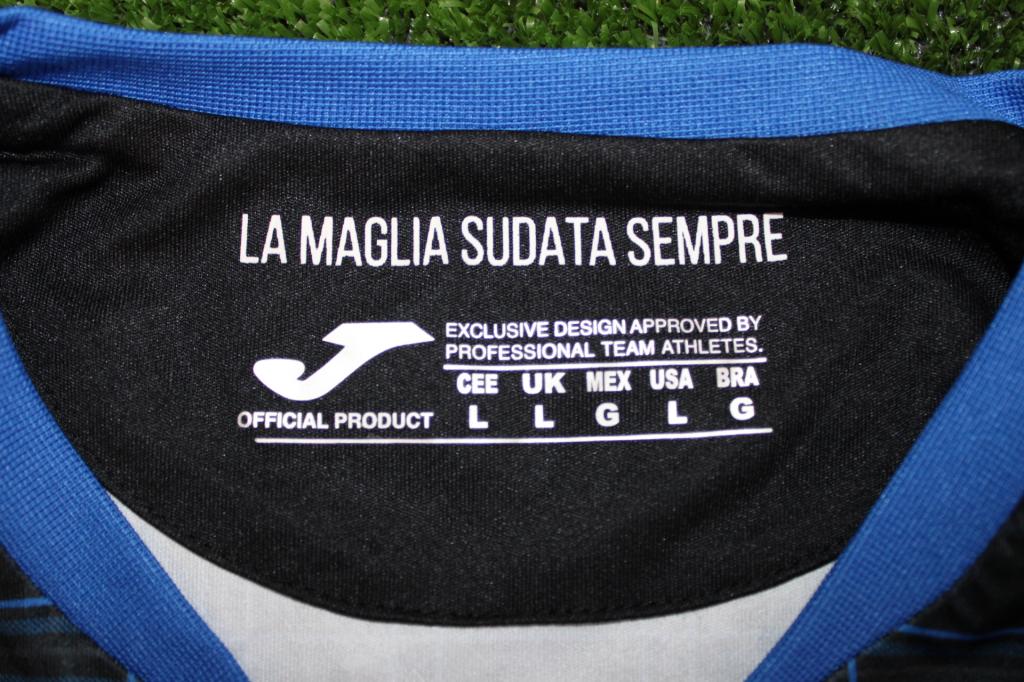 LA MAGLIA SUDATA SEMPRE
EXCLUSIVE DESIGN APPROVED BY
PROFESSIONAL TEAM ATHLETES.
CEE UK MEX USA BRA
L L G L G
OFFICIAL PRODUCT